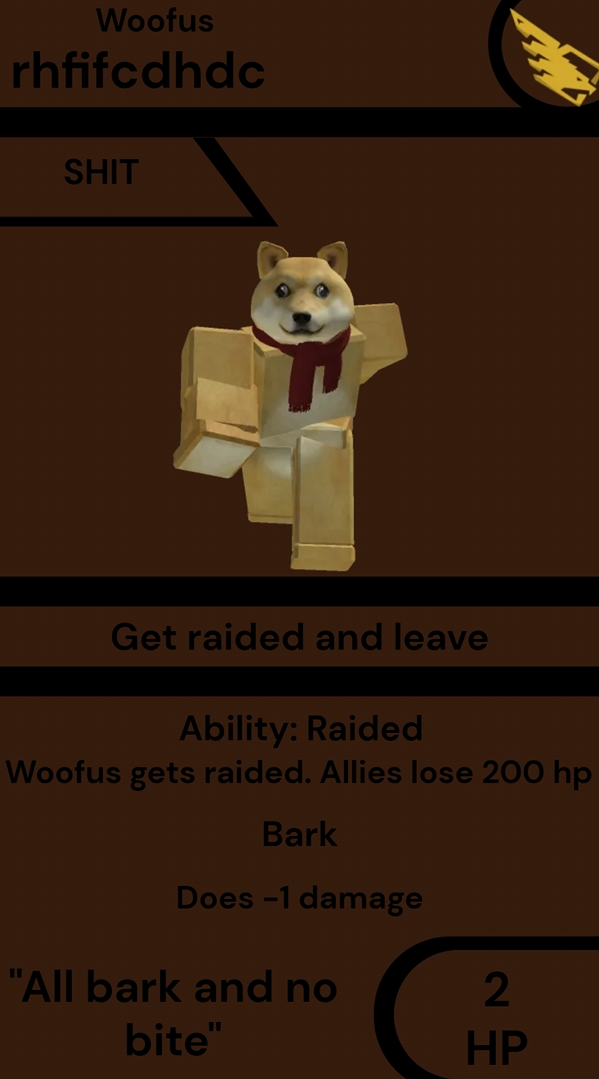 Woofus
rhfifcdhdc
SHIT
Get raided and leave
Ability: Raided
Woofus gets raided. Allies lose 200 hp
Bark
Does -1 damage
"All bark and no
bite"
2
HP